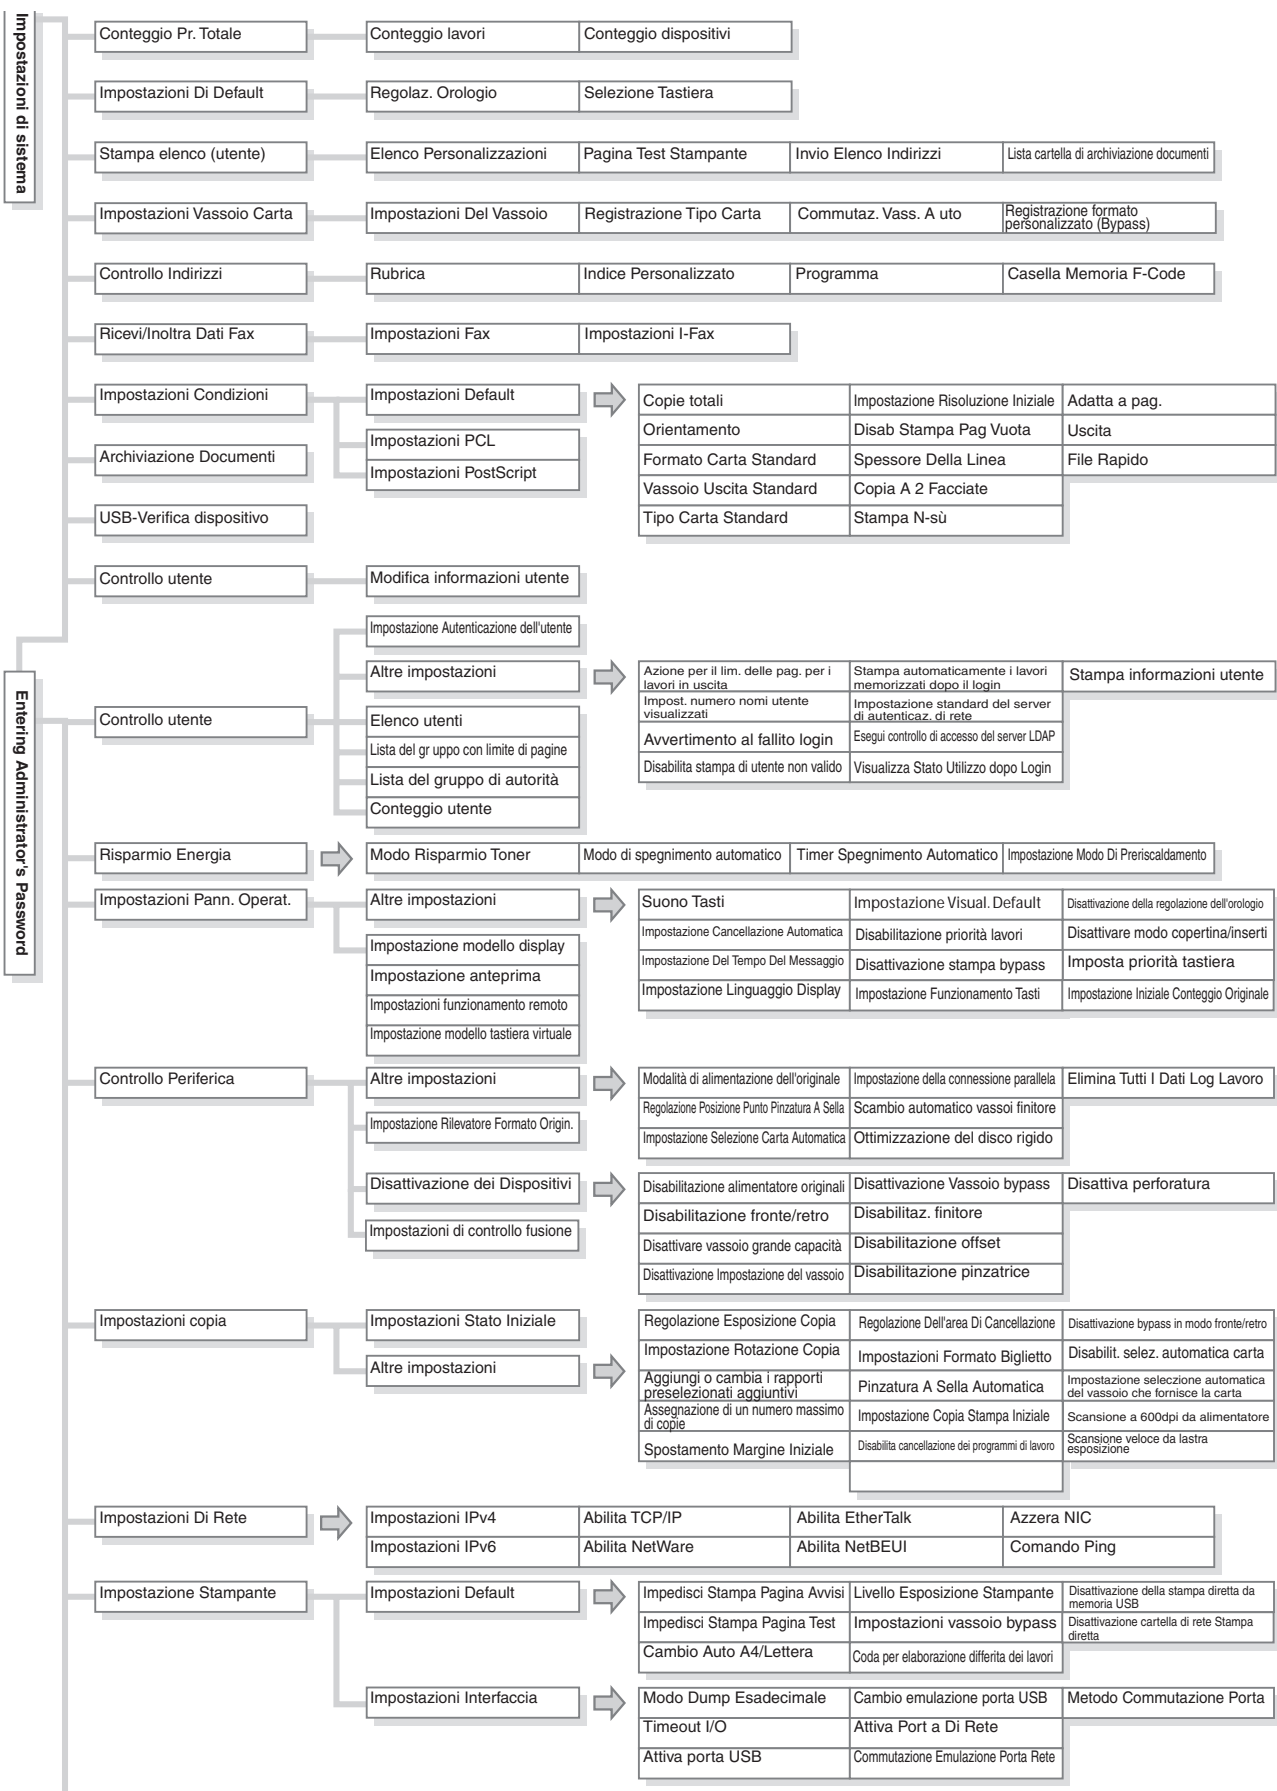 Impostazioni di sistema
Conteggio Pr. Totale
Conteggio lavori
Conteggio dispositivi
Impostazioni Di Default
Regolaz. Orologio
Selezione Tastiera
Stampa elenco (utente)
Elenco Personalizzazioni
Pagina Test Stampante
Invio Elenco Indirizzi
Lista cartella di archiviazione documenti
Impostazioni Vassoio Carta
Impostazioni Del Vassoio
Registrazione Tipo Carta
Commutaz. Vass. A uto
Registrazione formato
personalizzato (Bypass)
Controllo Indirizzi
Rubrica
Indice Personalizzato
Programma
Casella Memoria F-Code
Ricevi/Inoltra Dati Fax
Impostazioni Fax
Impostazioni I-Fax
Impostazioni Condizioni
Impostazioni Default
Impostazioni PCL
Impostazioni PostScript
Copie totali
Impostazione Risoluzione Iniziale
Adatta a pag.
Orientamento
Disab Stampa Pag Vuota
Uscita
Formato Carta Standard
Spessore Della Linea
File Rapido
Vassoio Uscita Standard
Copia A 2 Facciate
Tipo Carta Standard
Stampa N-sù
Archiviazione Documenti
USB-Verifica dispositivo
Controllo utente
Modifica informazioni utente
Entering Administrator's Password
Controllo utente
Impostazione Autenticazione dell'utente
Altre impostazioni
Elenco utenti
Lista del gr uppo con limite di pagine
Lista del gruppo di autorità
Conteggio utente
Azione per il lim. delle pag. per i
lavori in uscita
Stampa automaticamente i lavori
memorizzati dopo il login
Stampa informazioni utente
Impost. numero nomi utente
visualizzati
Impostazione standard del server
di autenticaz. di rete
Avvertimento al fallito login
Esegui controllo di accesso del server LDAP
Disabilita stampa di utente non valido
Visualizza Stato Utilizzo dopo Login
Risparmio Energia
Modo Risparmio Toner
Modo di spegnimento automatico
Timer Spegnimento Automatico
Impostazione Modo Di Preriscaldamento
Impostazioni Pann. Operat.
Altre impostazioni
Impostazione modello display
Impostazione anteprima
Impostazioni funzionamento remoto
Impostazione modello tastiera virtuale
Suono Tasti
Impostazione Visual. Default
Disattivazione della regolazione dell'orologio
Impostazione Cancellazione Automatica
Disabilitazione priorità lavori
Disattivare modo copertina/inserti
Impostazione Del Tempo Del Messaggio
Disattivazione stampa bypass
Imposta priorità tastiera
Impostazione Linguaggio Display
Impostazione Funzionamento Tasti
Impostazione Iniziale Conteggio Originale
Controllo Periferica
Altre impostazioni
Impostazione Rilevatore Formato Origin.
Disattivazione dei Dispositivi
Impostazioni di controllo fusione
Modalità di alimentazione dell'originale
Impostazione della connessione parallela
Elimina Tutti I Dati Log Lavoro
Regolazione Posizione Punto Pinzatura A Sella
Scambio automatico vassoi finitore
Impostazione Selezione Carta Automatica
Ottimizzazione del disco rigido
Disabilitazione alimentatore originali
Disattivazione Vassoio bypass
Disattiva perforatura
Disabilitazione fronte/retro
Disabilitaz. finitore
Disattivare vassoio grande capacità
Disabilitazione offset
Disattivazione Impostazione del vassoio
Disabilitazione pinzatrice
Impostazioni copia
Impostazioni Stato Iniziale
Altre impostazioni
Regolazione Esposizione Copia
Regolazione Dell'area Di Cancellazione
Disattivazione bypass in modo fronte/retro
Impostazione Rotazione Copia
Impostazioni Formato Biglietto
Disabilit. selez. automatica carta
Aggiungi o cambia i rapporti
preselezionati aggiuntivi
Pinzatura A Sella Automatica
Impostazione seleczione automatica
del vassoio che fornisce la carta
Assegnazione di un numero massimo
di copie
Impostazione Copia Stampa Iniziale
Scansione a 600dpi da alimentatore
Spostamento Margine Iniziale
Disabilita cancellazione dei programmi di lavoro
Scansione veloce da lastra
esposizione
Impostazioni Di Rete
Impostazioni IPv4
Abilita TCP/IP
Abilita EtherTalk
Azzera NIC
Impostazioni IPv6
Abilita NetWare
Abilita NetBEUI
Comando Ping
Impostazione Stampante
Impostazioni Default
Impostazioni Interfaccia
Impedisci Stampa Pagina Avvisi
Livello Esposizione Stampante
Disattivazione della stampa diretta da
memoria USB
Impedisci Stampa Pagina Test
Impostazioni vassoio bypass
Disattivazione cartella di rete Stampa
diretta
Cambio Auto A4/Lettera
Coda per elaborazione differita dei lavori
Modo Dump Esadecimale
Cambio emulazione porta USB
Metodo Commutazione Porta
Timeout I/O
Attiva Port a Di Rete
Attiva porta USB
Commutazione Emulazione Porta Rete